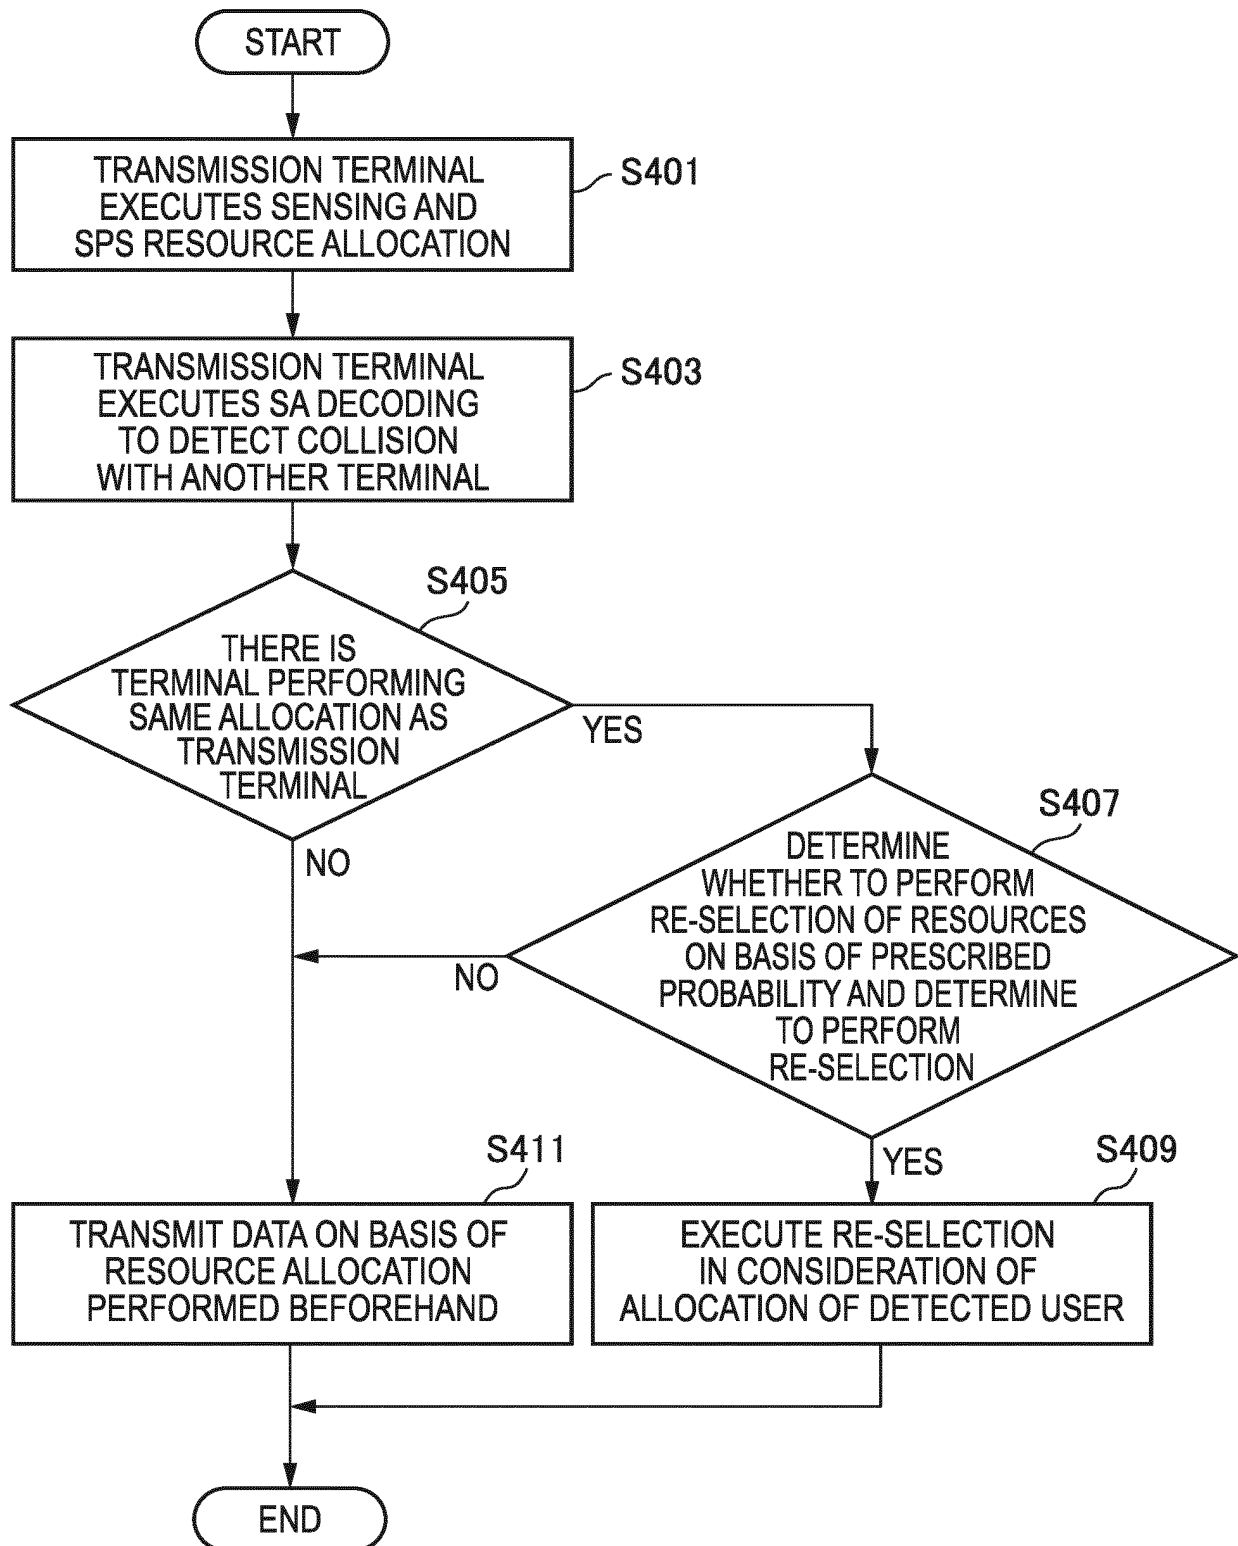 START
TRANSMISSION TERMINAL
EXECUTES SENSING AND
SPS RESOURCE ALLOCATION
S401
TRANSMISSION TERMINAL
EXECUTES SA DECODING
TO DETECT COLLISION
WITH ANOTHER TERMINAL
S403
S405
THERE IS
TERMINAL PERFORMING
SAME ALLOCATION AS
TRANSMISSION
TERMINAL
YES
NO
S407
DETERMINE
WHETHER TO PERFORM
RE-SELECTION OF RESOURCES
ON BASIS OF PRESCRIBED
PROBABILITY AND DETERMINE
TO PERFORM
RE-SELECTION
NO
YES
S411
TRANSMIT DATA ON BASIS OF
RESOURCE ALLOCATION
PERFORMED BEFOREHAND
S409
EXECUTE RE-SELECTION
IN CONSIDERATION OF
ALLOCATION OF DETECTED USER
END